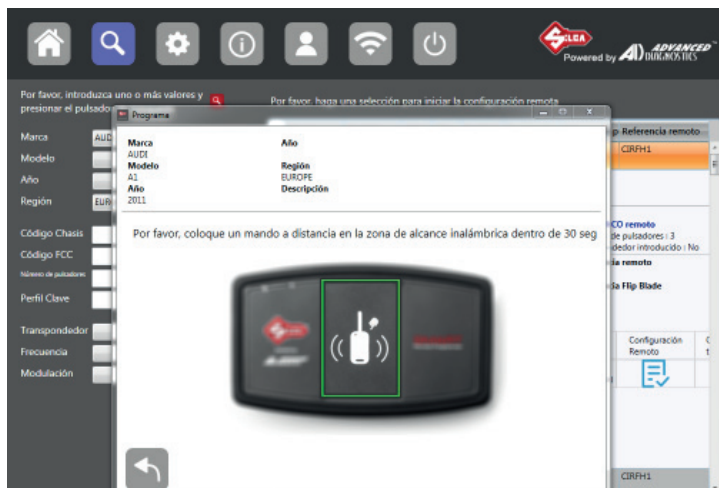 SILCA
Powered by
ADVANCED
DIAGNOSTICS
Por favor, introduzca uno o más valores y
presionar el pulsador
Por favor, haga una selección para iniciar la configuración remota
Programa
Marca
AUDI
Modelo
A1
Año
2011
Año
Región
EUROPE
Descripción
Por favor, coloque un mando a distancia en la zona de alcance inalámbrica dentro de 30 seg
Marca
Modelo
Año
Región
Código Chasis
Código FCC
Número de pulsadores
Perfil Clave
Transpondedor
Frecuencia
Modulación
Referencia remoto
CIRFH1
CO remoto
de pulsadores : 3
dedor introducido : No
ia remoto
ia Flip Blade
Configuración
Remoto
CIRFH1